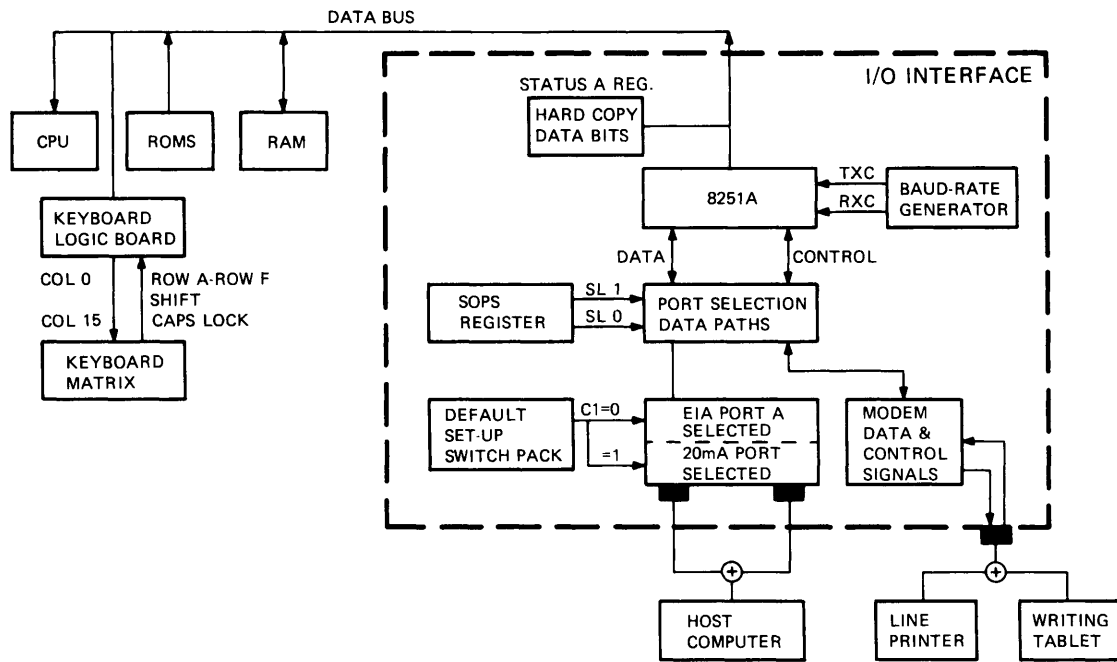 DATA BUS
I/O INTERFACE
STATUS A REG.
HARD COPY
DATA BITS
CPU
ROMS
RAM
8251A
TXC
RXC
BAUD-RATE
GENERATOR
KEYBOARD
LOGIC BOARD
DATA
CONTROL
COL 0
ROW A-ROW F
SHIFT
CAPS LOCK
COL 15
SOPS
REGISTER
SL 1
SL 0
PORT SELECTION
DATA PATHS
KEYBOARD
MATRIX
DEFAULT
SET-UP
SWITCH PACK
C1=0
=1
EIA PORT A
SELECTED
20mA PORT
SELECTED
MODEM
DATA &
CONTROL
SIGNALS
HOST
COMPUTER
LINE
PRINTER
WRITING
TABLET